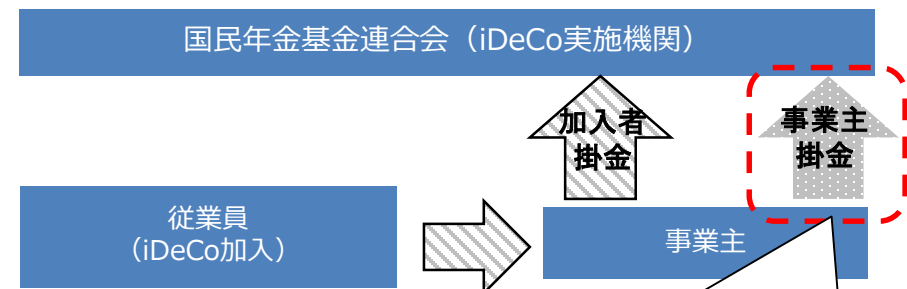 国民年金基金連合会（iDeCo実施機関）
加入者
掛金
事業主
掛金
従業員
（iDeCo加入）
事業主